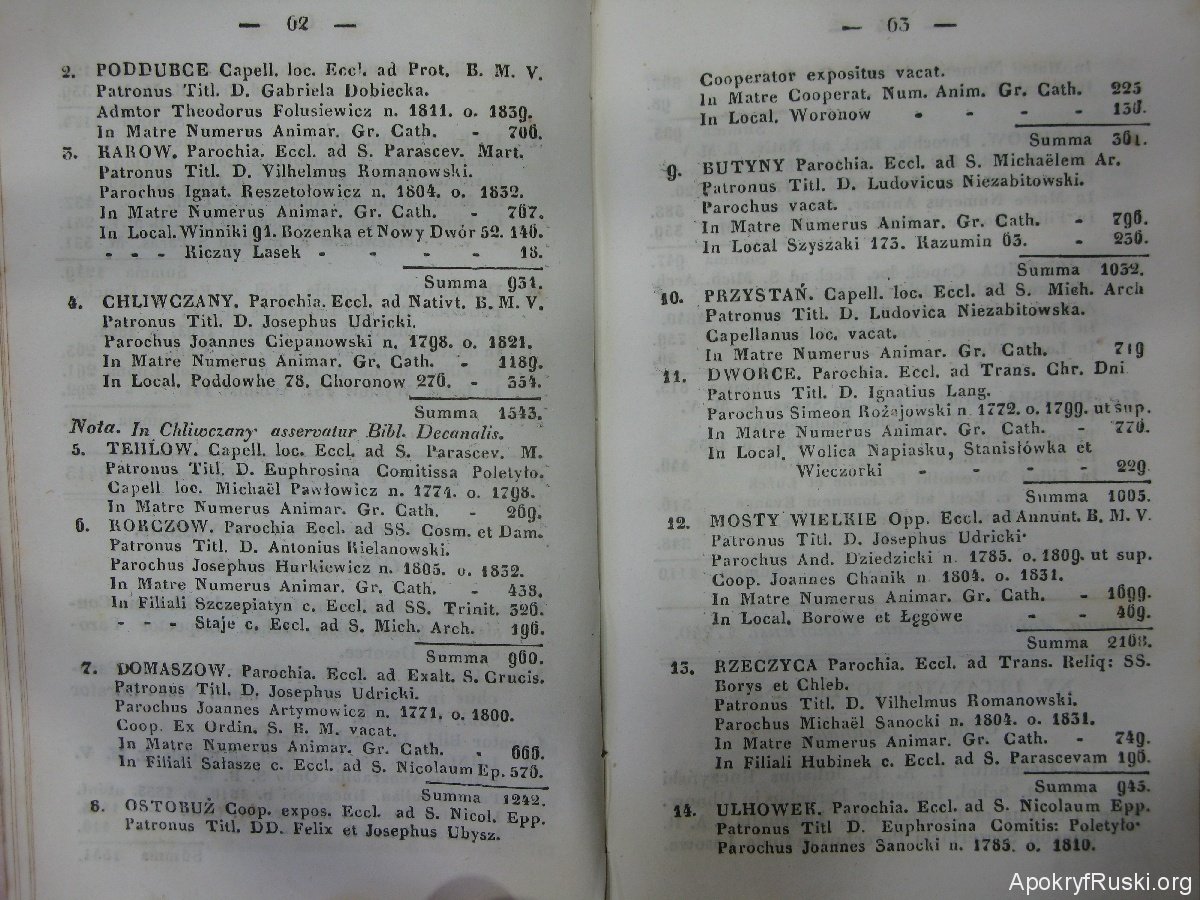 — 62 —
2. PODDUBCE Capell. loc. Eccl. ad Prot. B. M. V.
Patronus Titl. D. Gabriela Dobiecka.
Admtor Theodorus Folusiewicz n. 1811. o. 1839.
In Matre Numerus Animar. Gr. Cath. - 706.
3. KAROW. Parochia. Eccl. ad S. Parascev. Mart.
Patronus Titl. D. Vilhelmus Romanowski.
Parochus Ignat. Reszetołowicz n. 1804. o. 1832.
In Matre Numerus Animar. Gr. Cath. - 767.
In Local. Winniki 91. Bozenka et Nowy Dwór 52. 146.
- - - Riczny Lasek - - - 18.
Summa 931.
4. CHLIWCZANY. Parochia. Eccl. ad Nativt. B. M. V.
Patronus Titl. D. Josephus Udricki.
Parochus Joannes Ciepanowski n. 1798. o. 1821.
In Matre Numerus Animar. Gr. Cath. - 1189.
In Local. Poddowhe 78. Choronow 276. - 354.
Summa 1543.
Nota. In Chliwczany asservatur Bibl. Decanalis.
5. TEHLOW. Capell. loc. Eccl. ad S. Parascev. M.
Patronus Titl. D. Euphrosina Comitissa Poletyło.
Capell. loc. Michaël Pawłowicz n. 1774. o. 1798.
In Matre Numerus Animar. Gr. Cath. - 269.
6. KORCZOW. Parochia Eccl. ad SS. Cosm. et Dam.
Patronus Titl. D. Antonius Kielanowski.
Parochus Josephus Hurkiewicz n. 1805. o. 1832.
In Matre Numerus Animar. Gr. Cath. - 438.
In Filiali Szczepiatyn c. Eccl. ad SS. Trinit. 326.
- - - Staje c. Eccl. ad S. Mich. Arch. 196.
Summa 960.
7. DOMASZOW. Parochia. Eccl. ad Exalt. S. Crucis.
Patronus Titl. D. Josephus Udricki.
Parochus Joannes Artymowicz n. 1771. o. 1800.
Coop. Ex Ordin. S. B. M. vacat.
In Matre Numerus Animar. Gr. Cath. - 666.
In Filiali Sałasze c. Eccl. ad S. Nicolaum Ep. 576.
Summa 1242.
8. OSTOBUŻ Coop. expos. Eccl. ad S. Nicol. Epp.
Patronus Titl. DD. Felix et Josephus Ubysz.
— 63 —
Cooperator expositus vacat.
In Matre Cooperat. Num. Anim. Gr. Cath. 225
In Local. Woronow - - - - 136.
Summa 361.
9. BUTYNY Parochia. Eccl. ad S. Michaëlem Ar.
Patronus Titl. D. Ludovicus Niezabitowski.
Parochus vacat.
In Matre Numerus Animar. Gr. Cath. - 796.
In Local Szyszaki 173. Razumin 63. - 236.
Summa 1032.
10. PRZYSTAŃ. Capell. loc. Eccl. ad S. Mich. Arch
Patronus Titl. D. Ludovica Niezabitowska.
Capellanus loc. vacat.
In Matre Numerus Animar. Gr. Cath. 719
11. DWORCE. Parochia. Eccl. ad Trans. Chr. Dni
Patronus Titl. D. Ignatius Lang.
Parochus Simeon Rożajowski n. 1772. o. 1799. ut sup.
In Matre Numerus Animar. Gr. Cath. - 776.
In Local. Wolica Napiasku, Stanisłówka et
Wieczorki - - - - 229.
Summa 1005.
12. MOSTY WIELKIE Opp. Eccl. ad Annunt. B. M. V.
Patronus Titl. D. Josephus Udricki.
Parochus And. Dziedzicki n. 1785. o. 1809. ut sup.
Coop. Joannes Chanik n. 1804. o. 1831.
In Matre Numerus Animar. Gr. Cath. - 1699.
In Local. Borowe et Łęgowe - - 469.
Summa 2168.
13. RZECZYCA Parochia. Eccl. ad Trans. Reliq: SS.
Borys et Chleb.
Patronus Titl. D. Vilhelmus Romanowski.
Parochus Michaël Sanocki n. 1804. o. 1831.
In Matre Numerus Animar. Gr. Cath. - 749.
In Filiali Hubinek c. Eccl. ad S. Parascevam 196.
Summa 945.
14. ULHOWEK. Parochia. Eccl. ad S. Nicolaum Epp.
Patronus Titl D. Euphrosina Comitis: Poletyło.
Parochus Joannes Sanocki n. 1785. o. 1810.
ApokryfRuski.org